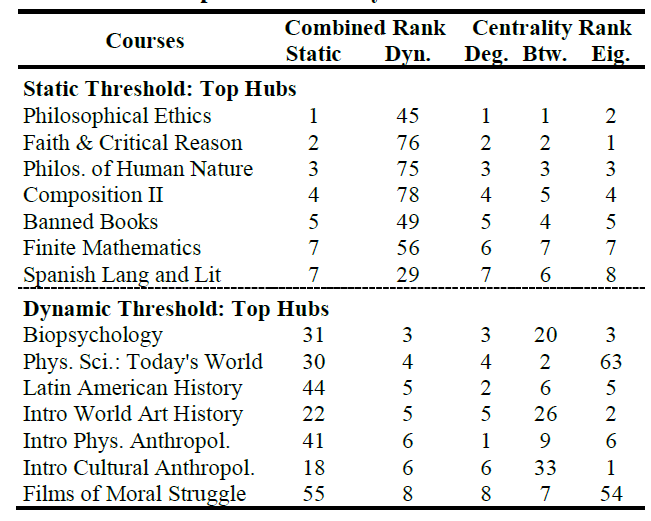 Courses Combined Rank Centrality Rank
Static Dyn. Deg. Btw. Eig.
Static Threshold: Top Hubs
Philosophical Ethics 1 45 1 1 2
Faith & Critical Reason 2 76 2 2 1
Philos. of Human Nature 3 75 3 3 3
Composition II 4 78 4 5 4
Banned Books 5 49 5 4 5
Finite Mathematics 7 56 6 7 7
Spanish Lang and Lit 7 29 7 6 8
Dynamic Threshold: Top Hubs
Biopsychology 31 3 3 20 3
Phys. Sci.: Today's World 30 4 4 2 63
Latin American History 44 5 2 6 5
Intro World Art History 22 5 5 26 2
Intro Phys. Anthropol. 41 6 1 9 6
Intro Cultural Anthropol. 18 6 6 33 1
Films of Moral Struggle 55 8 8 7 54